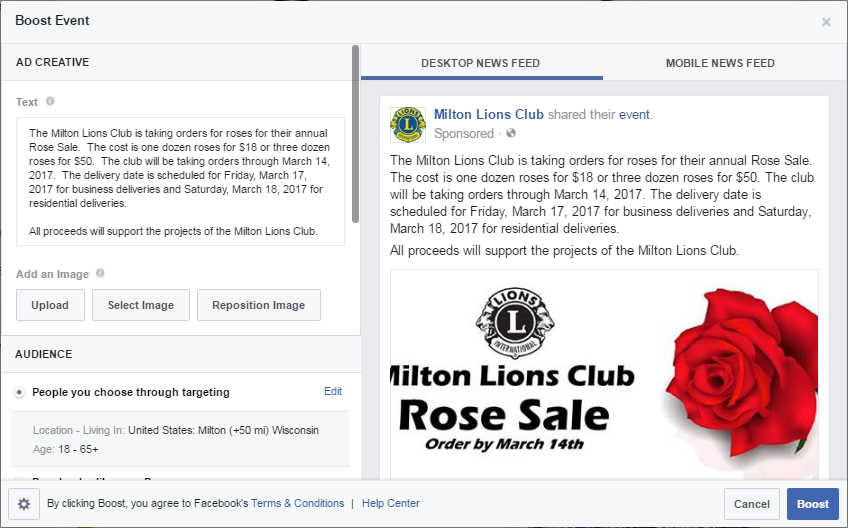 Boost Event
×
AD CREATIVE
Text
The Milton Lions Club is taking orders for roses for their annual
Rose Sale. The cost is one dozen roses for $18 or three dozen
roses for $50. The club will be taking orders through March 14,
2017. The delivery date is scheduled for Friday, March 17,
2017 for business deliveries and Saturday, March 18, 2017 for
residential deliveries.
All proceeds will support the projects of the Milton Lions Club.
Add an Image
Upload
Select Image
Reposition Image
AUDIENCE
People you choose through targeting
Edit
Location - Living In: United States: Milton (+50 mi) Wisconsin
Age: 18 - 65+
DESKTOP NEWS FEED
MOBILE NEWS FEED
LIONS
L
INTERNATIONAL
Milton Lions Club shared their event.
Sponsored ·
The Milton Lions Club is taking orders for roses for their annual Rose Sale.
The cost is one dozen roses for $18 or three dozen roses for $50. The club
will be taking orders through March 14, 2017. The delivery date is
scheduled for Friday, March 17, 2017 for business deliveries and Saturday,
March 18, 2017 for residential deliveries.
All proceeds will support the projects of the Milton Lions Club.
LIONS
L
INTERNATIONAL
Milton Lions Club
Rose Sale
Order by March 14th
By clicking Boost, you agree to Facebook's Terms & Conditions | Help Center
Cancel
Boost